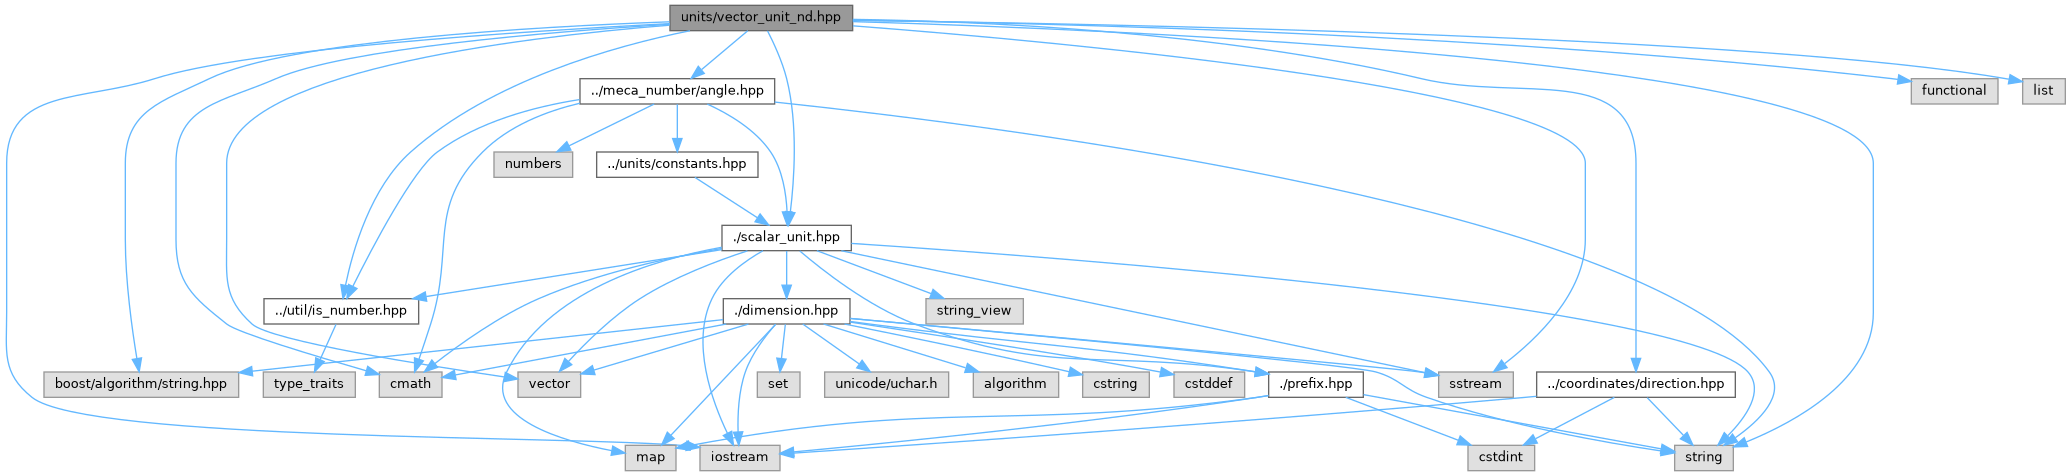 units/vector_unit_nd.hpp
../meca_number/angle.hpp
functional
list
numbers
../units/constants.hpp
./scalar_unit.hpp
../util/is_number.hpp
./dimension.hpp
string_view
boost/algorithm/string.hpp
type_traits
cmath
vector
set
unicode/uchar.h
algorithm
cstring
cstddef
./prefix.hpp
sstream
../coordinates/direction.hpp
map
iostream
cstdint
string